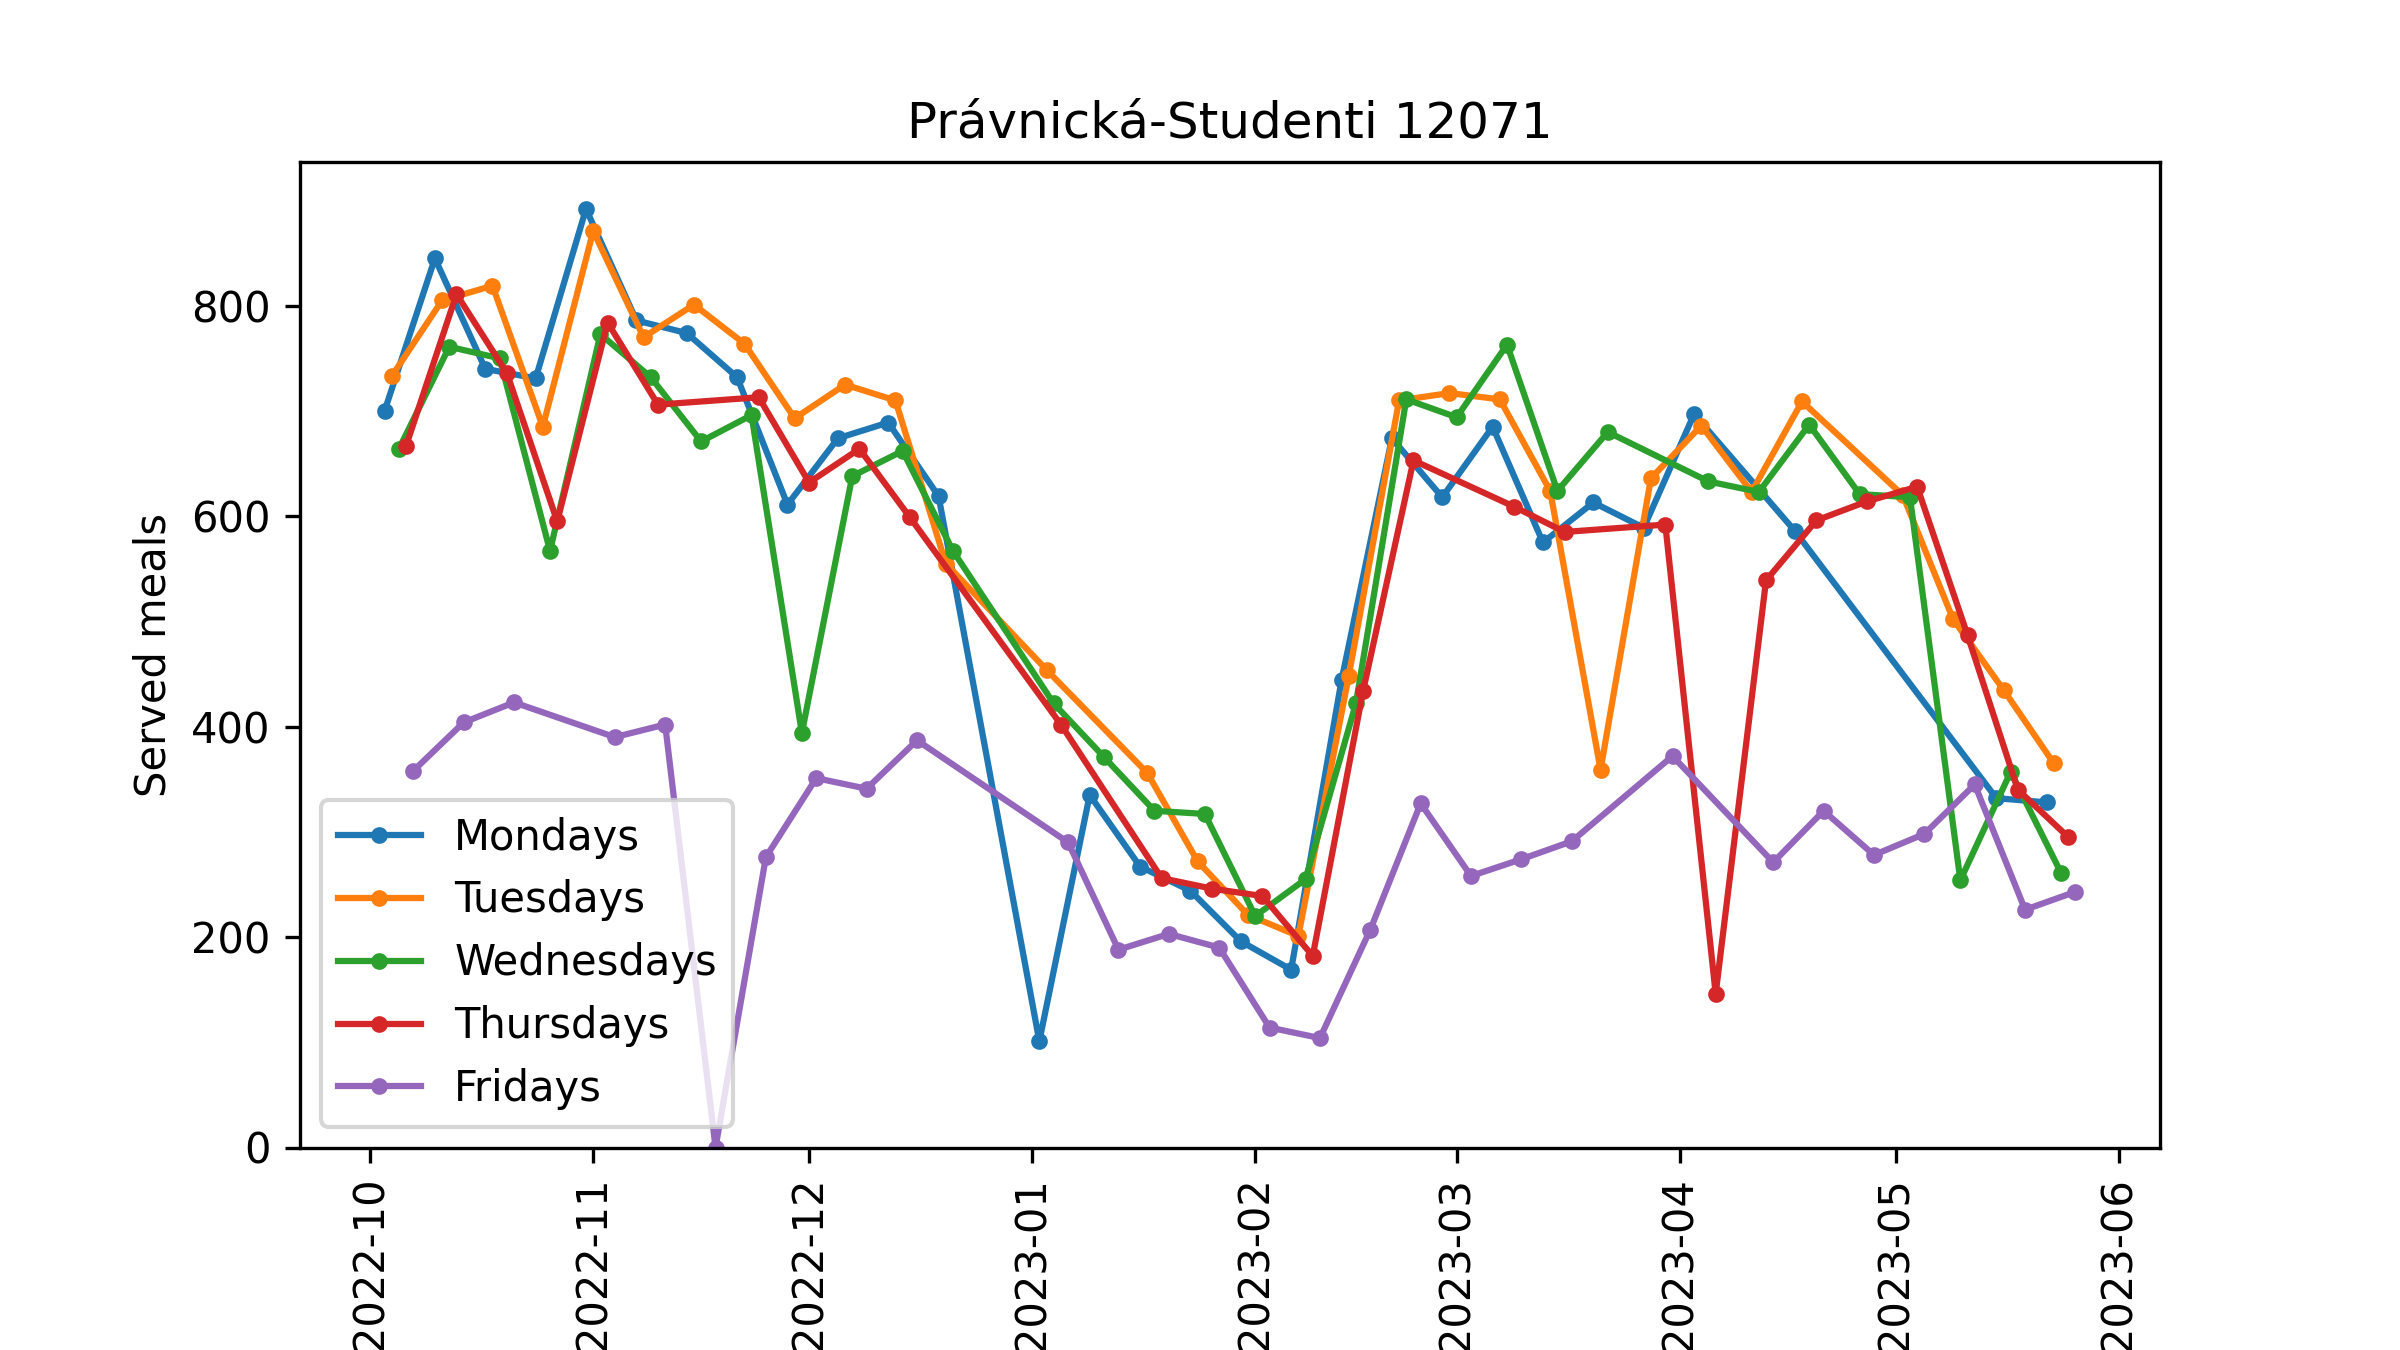 Právnická-Studenti 12071
Served meals
800
600
400
200
0
Mondays
Tuesdays
Wednesdays
Thursdays
Fridays
2022-10
2022-11
2022-12
2023-01
2023-02
2023-03
2023-04
2023-05
2023-06